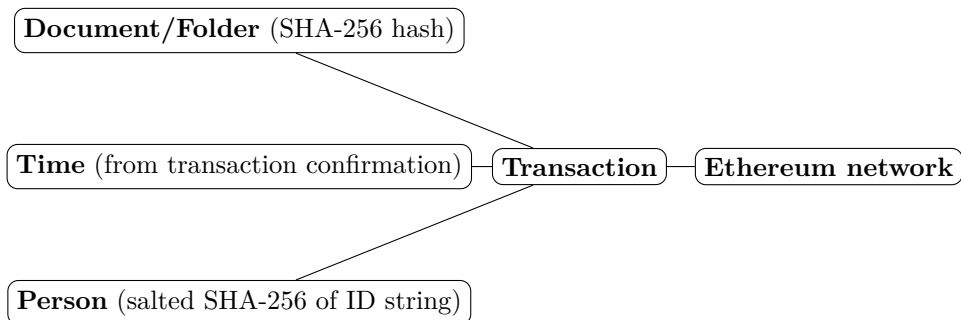 Document/Folder (SHA-256 hash)
Time (from transaction confirmation)
Transaction
Ethereum network
Person (salted SHA-256 of ID string)